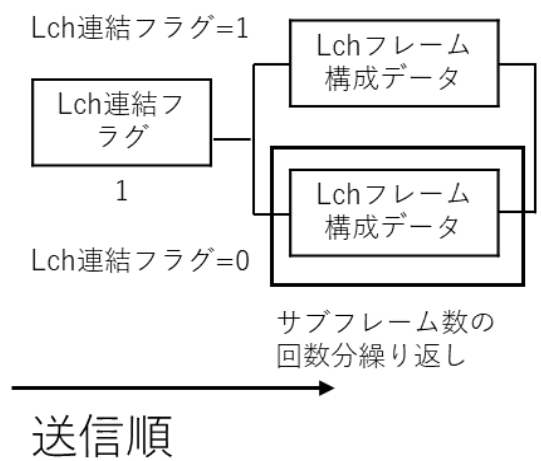 Lch連結フラグ=1
Lchフレーム
構成データ
Lch連結フ
ラグ
1
Lchフレーム
構成データ
Lch連結フラグ=0
サブフレーム数の
回数分繰り返し
送信順